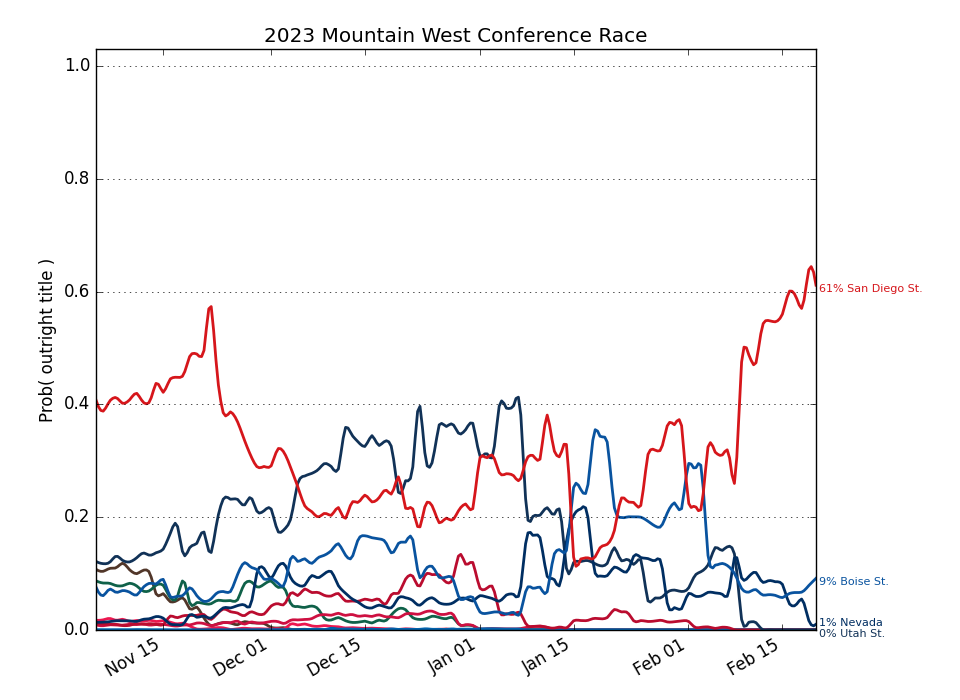 2023 Mountain West Conference Race
Prob( outright title )
1.0
0.8
0.6
0.4
0.2
0.0
61% San Diego St.
9% Boise St.
1% Nevada
0% Utah St.
Nov 15
Dec 01
Dec 15
Jan 01
Jan 15
Feb 01
Feb 15